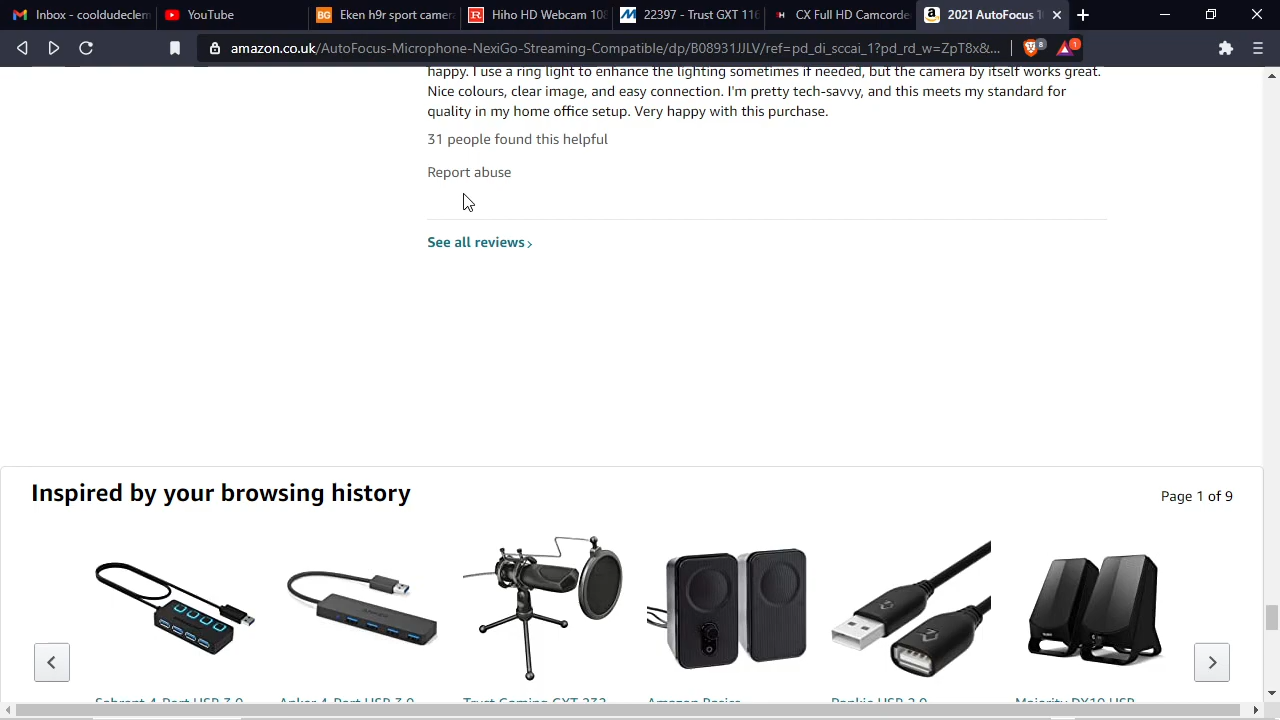 Inbox - cooldudeclem
YouTube
BG Eken h9r sport camera
R Hiho HD Webcam 108
M 22397 - Trust GXT 116
H CX Full HD Camcorde
a 2021 AutoFocus 10
amazon.co.uk/AutoFocus-Microphone-NexiGo-Streaming-Compatible/dp/B08931JJLV/ref=pd_di_sccai_1?pd_rd_w=ZpT8x&...
8
1
happy. I use a ring light to enhance the lighting sometimes if needed, but the camera by itself works great.
Nice colours, clear image, and easy connection. I'm pretty tech-savvy, and this meets my standard for
quality in my home office setup. Very happy with this purchase.
31 people found this helpful
Report abuse
See all reviews ›
Inspired by your browsing history
Page 1 of 9
Sabrent 4-Port USB 3.0
Anker 4-Port USB 3.0
Trust Gaming GXT 232
Amazon Basics
Rankie USB 2.0
Majority DX10 USB